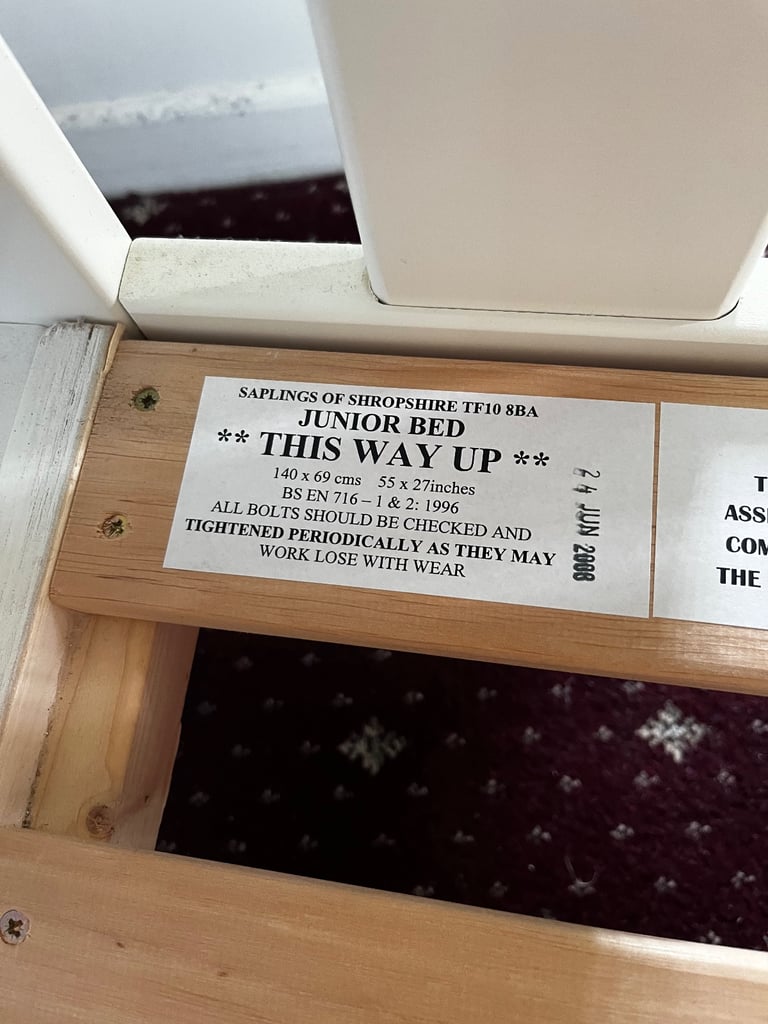 SAPLINGS OF SHROPSHIRE TF10 8BA
JUNIOR BED
** THIS WAY UP **
140 x 69 cms 55 x 27inches
BS EN 716 – 1 & 2: 1996
ALL BOLTS SHOULD BE CHECKED AND
TIGHTENED PERIODICALLY AS THEY MAY
WORK LOSE WITH WEAR
24 JUN 2008
T
ASS
COM
THE